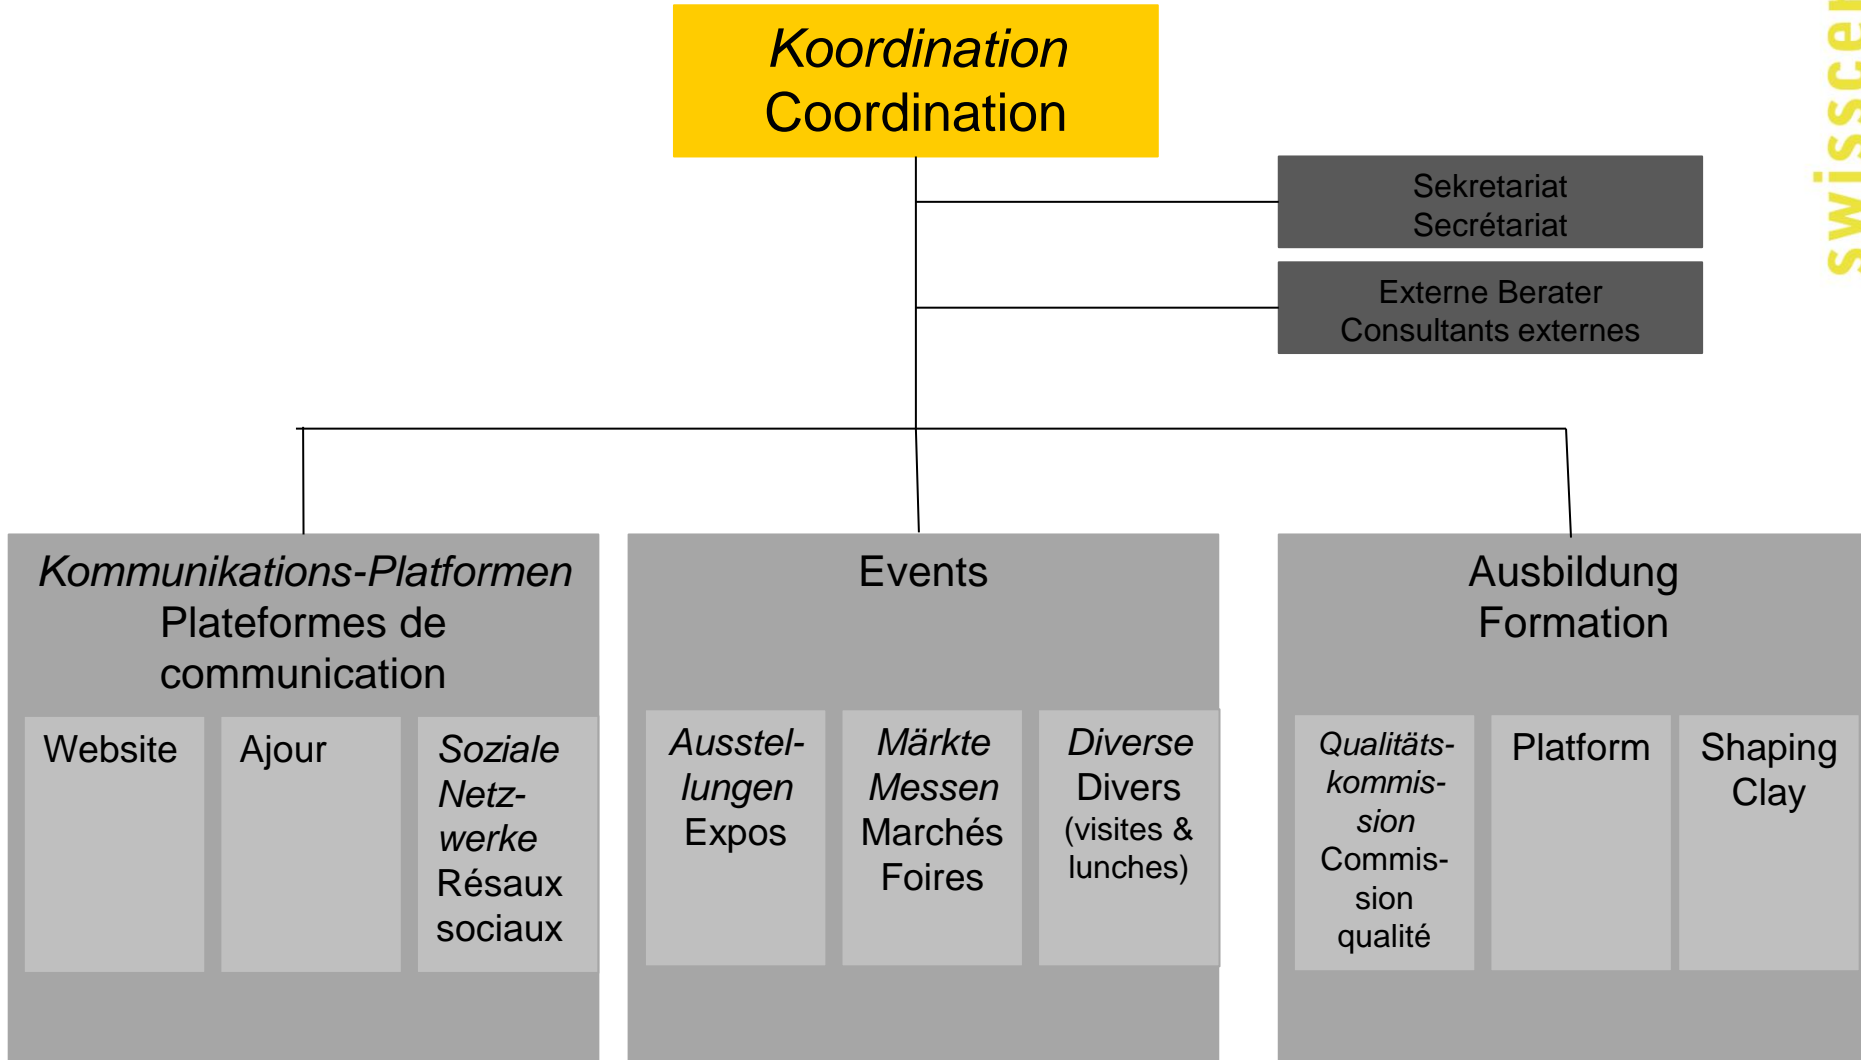 Koordination
Coordination
Sekretariat
Secrétariat
Externe Berater
Consultants externes
Kommunikations-Platformen
Plateformes de
communication
Website
Ajour
Soziale
Netz-
werke
Résaux
sociaux
Events
Ausstel-
lungen
Expos
Märkte
Messen
Marchés
Foires
Diverse
Divers
(visites &
lunches)
Ausbildung
Formation
Qualitäts-
kommis-
sion
Commis-
sion
qualité
Platform
Shaping
Clay